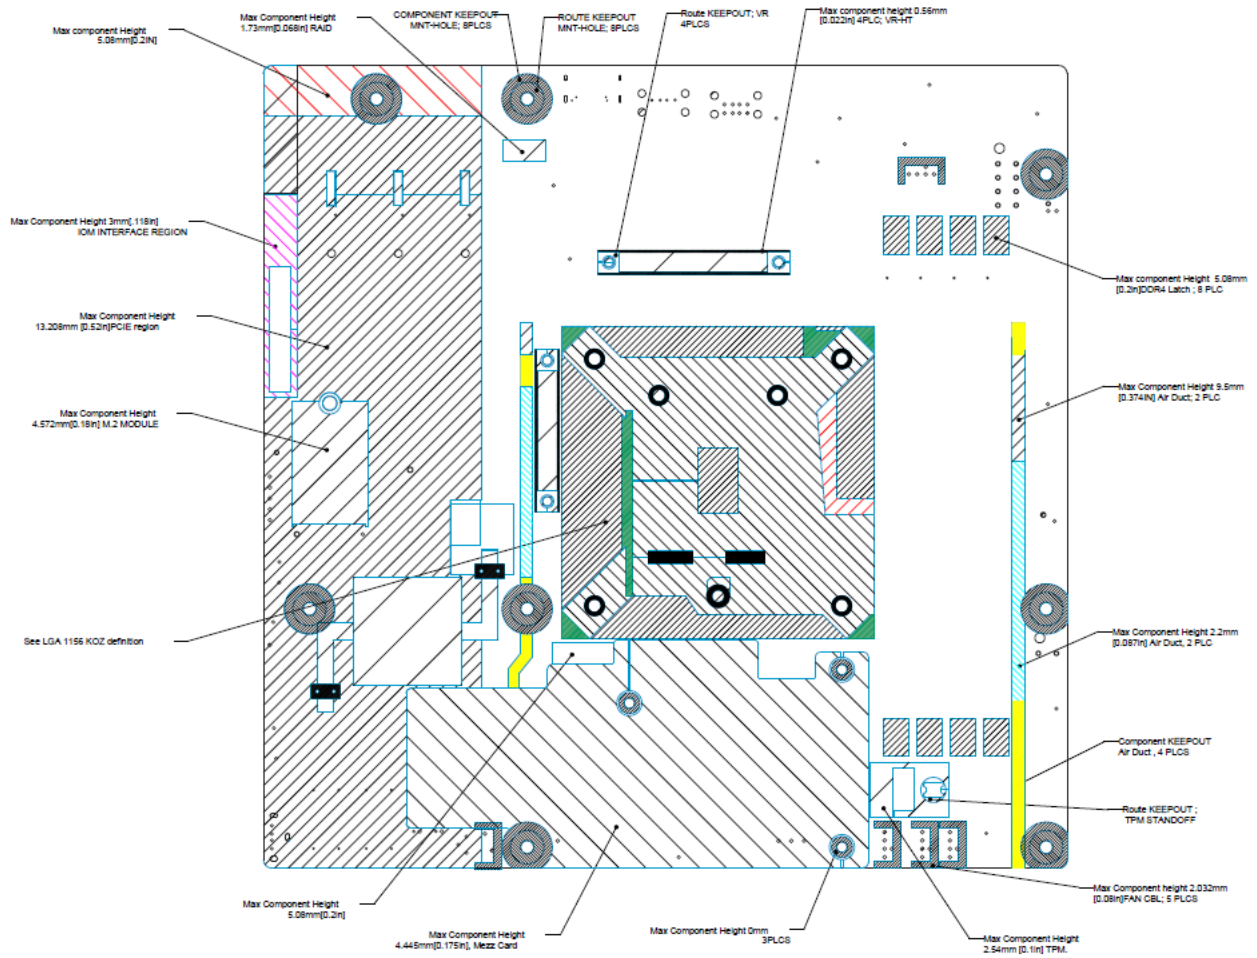 Max component Height
5.08mm[0.2IN]
Max Component Height
1.73mm[0.068in] RAID
COMPONENT KEEPOUT
MNT-HOLE; 8PLCS
ROUTE KEEPOUT
MNT-HOLE; 8PLCS
Route KEEPOUT; VR
4PLCS
Max component height 0.56mm
[0.022in] 4PLC; VR-HT
Max Component Height 3mm[.118in]
IOM INTERFACE REGION
Max component Height 5.08mm
[0.2in]DDR4 Latch ; 8 PLC
Max Component Height
13.208mm [0.52in]PCIE region
Max Component Height 9.5mm
[0.374IN] Air Duct; 2 PLC
Max Component Height
4.572mm[0.18in] M.2 MODULE
See LGA 1156 KOZ definition
Max Component Height 2.2mm
[0.087in] Air Duct, 2 PLC
Component KEEPOUT
Air Duct , 4 PLCS
Route KEEPOUT ;
TPM STANDOFF
Max Component height 2.032mm
[0.08in]FAN CBL; 5 PLCS
Max Component Height
5.08mm[0.2in]
Max Component Height
4.445mm[0.175in], Mezz Card
Max Component Height 0mm
3PLCS
Max Component Height
2.54mm [0.1in] TPM.